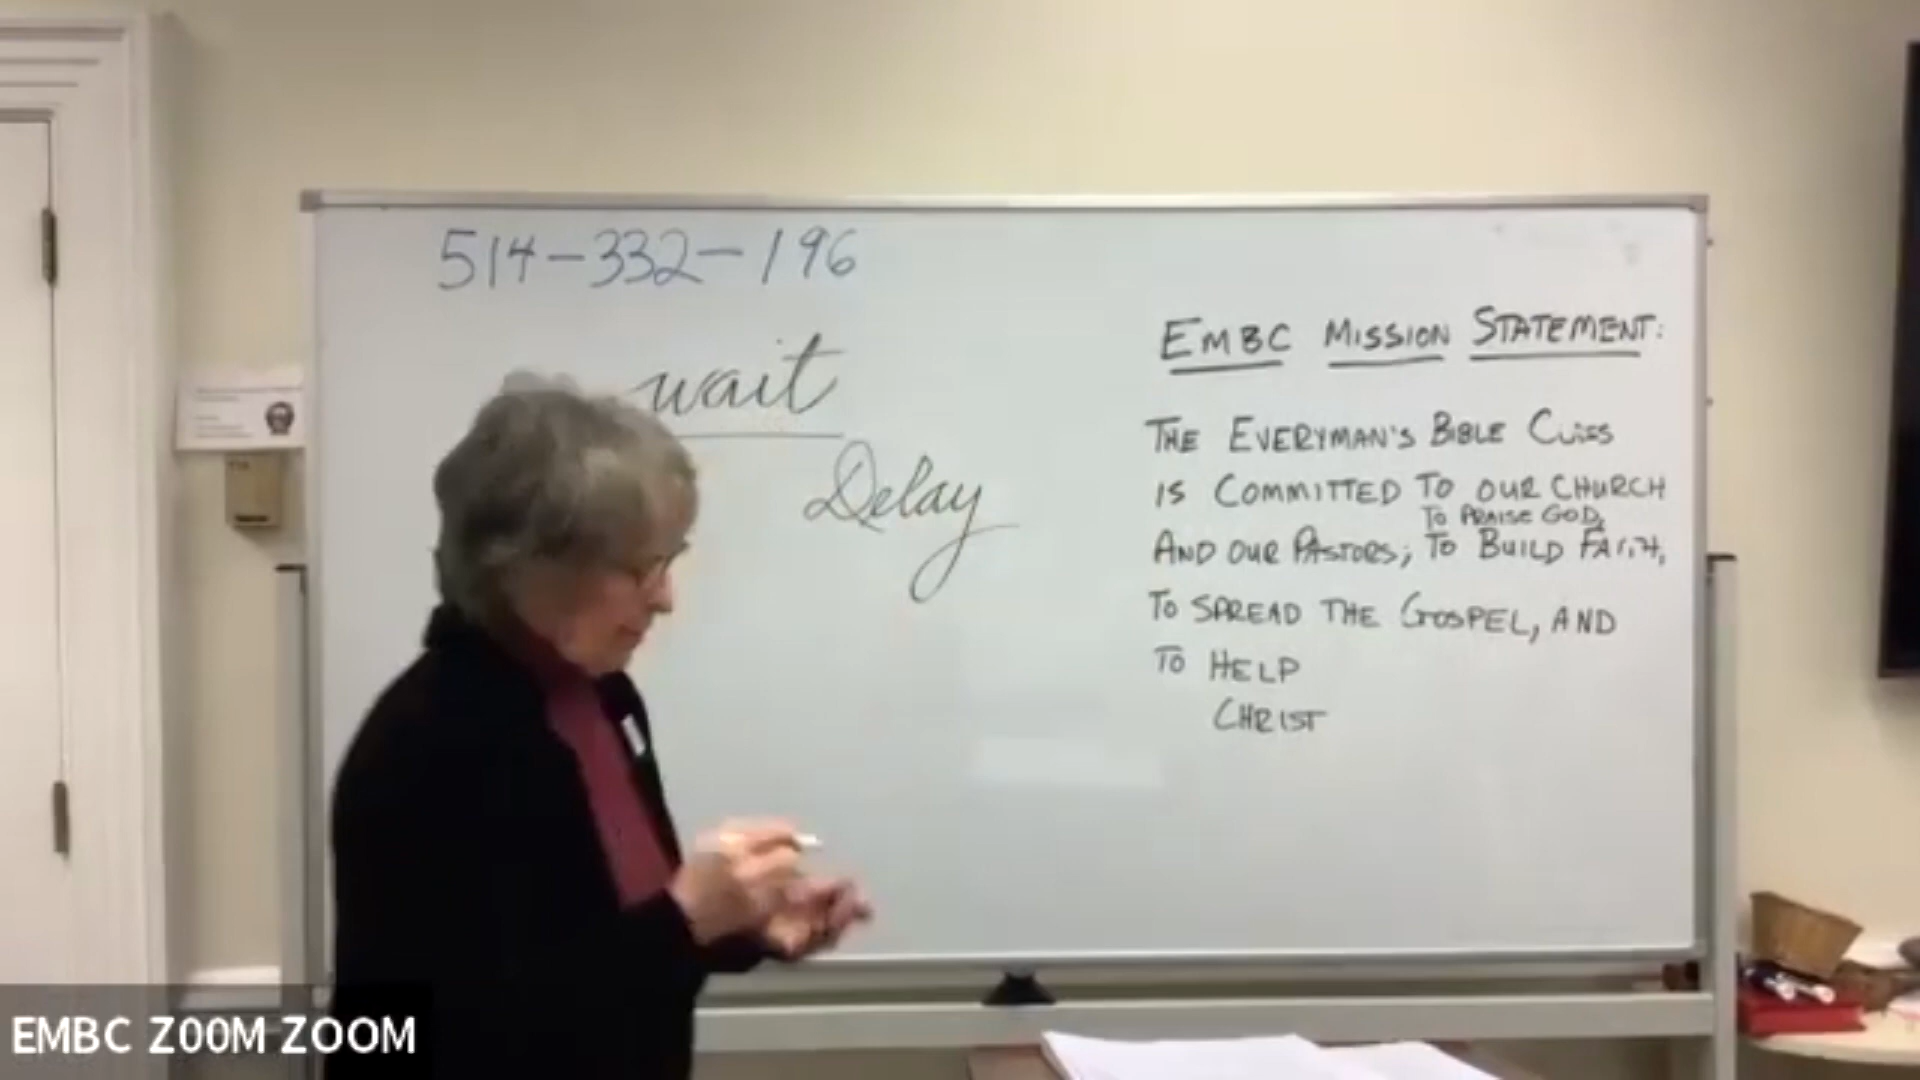 514-332-196
wait
Delay
EMBC MISSION STATEMENT:
THE EVERYMAN'S BIBLE CLASS
IS COMMITTED TO OUR CHURCH
TO PRAISE GOD,
AND OUR PASTORS; TO BUILD FAITH,
TO SPREAD THE GOSPEL, AND
TO HELP
CHRIST
EMBC ZOOM ZOOM